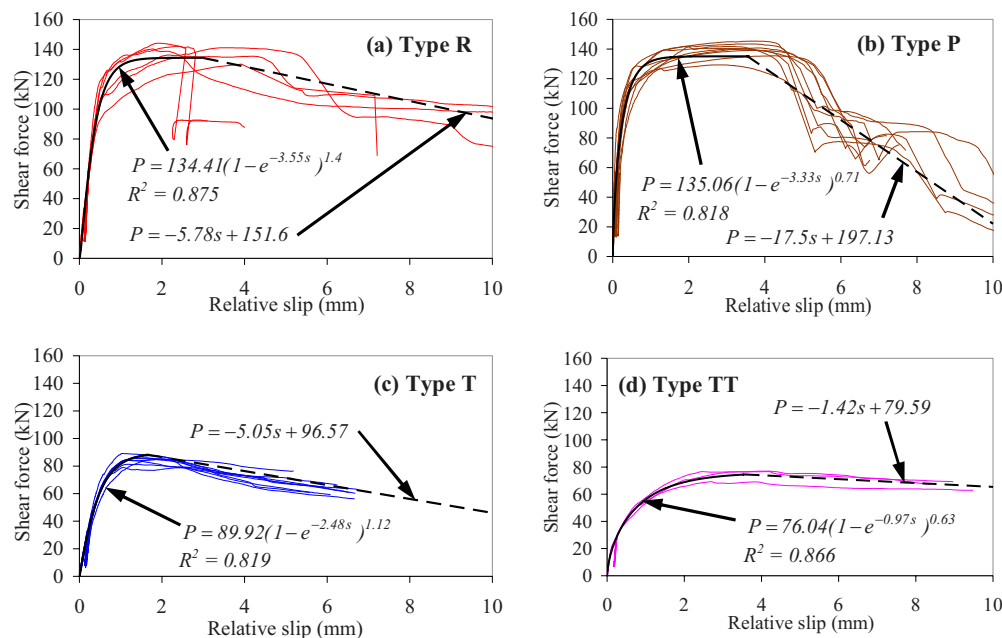 (a) Type R
Shear force (kN)
160
140
120
100
80
60
40
20
0
P = 134.41(1−e^{−3.55s})^{1.4}
R² = 0.875
P = −5.78s + 151.6
0 2 4 6 8 10
Relative slip (mm)
(b) Type P
Shear force (kN)
160
140
120
100
80
60
40
20
0
P = 135.06(1−e^{−3.33s})^{0.71}
R² = 0.818
P = −17.5s + 197.13
0 2 4 6 8 10
Relative slip (mm)
(c) Type T
Shear force (kN)
160
140
120
100
80
60
40
20
0
P = −5.05s + 96.57
P = 89.92(1−e^{−2.48s})^{1.12}
R² = 0.819
0 2 4 6 8 10
Relative slip (mm)
(d) Type TT
Shear force (kN)
160
140
120
100
80
60
40
20
0
P = −1.42s + 79.59
P = 76.04(1−e^{−0.97s})^{0.63}
R² = 0.866
0 2 4 6 8 10
Relative slip (mm)